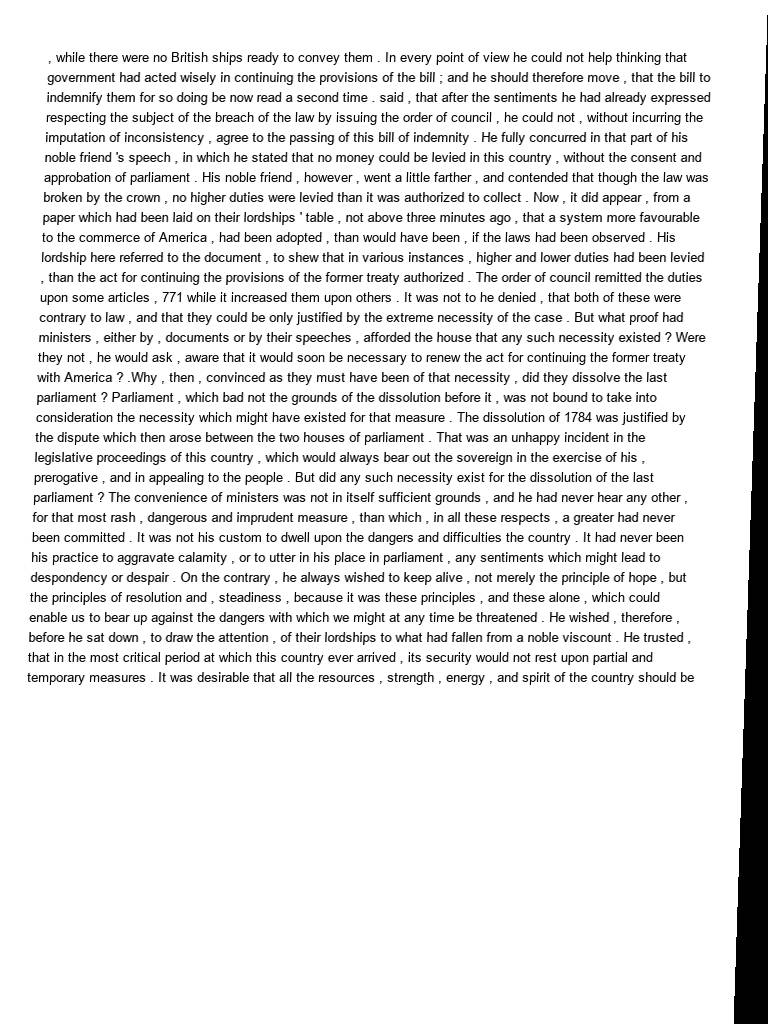 , while there were no British ships ready to convey them . In every point of view he could not help thinking that
government had acted wisely in continuing the provisions of the bill ; and he should therefore move , that the bill to
indemnify them for so doing be now read a second time . said , that after the sentiments he had already expressed
respecting the subject of the breach of the law by issuing the order of council , he could not , without incurring the
imputation of inconsistency , agree to the passing of this bill of indemnity . He fully concurred in that part of his
noble friend 's speech , in which he stated that no money could be levied in this country , without the consent and
approbation of parliament . His noble friend , however , went a little farther , and contended that though the law was
broken by the crown , no higher duties were levied than it was authorized to collect . Now , it did appear , from a
paper which had been laid on their lordships ' table , not above three minutes ago , that a system more favourable
to the commerce of America , had been adopted , than would have been , if the laws had been observed . His
lordship here referred to the document , to shew that in various instances , higher and lower duties had been levied
, than the act for continuing the provisions of the former treaty authorized . The order of council remitted the duties
upon some articles , 771 while it increased them upon others . It was not to he denied , that both of these were
contrary to law , and that they could be only justified by the extreme necessity of the case . But what proof had
ministers , either by , documents or by their speeches , afforded the house that any such necessity existed ? Were
they not , he would ask , aware that it would soon be necessary to renew the act for continuing the former treaty
with America ? .Why , then , convinced as they must have been of that necessity , did they dissolve the last
parliament ? Parliament , which bad not the grounds of the dissolution before it , was not bound to take into
consideration the necessity which might have existed for that measure . The dissolution of 1784 was justified by
the dispute which then arose between the two houses of parliament . That was an unhappy incident in the
legislative proceedings of this country , which would always bear out the sovereign in the exercise of his ,
prerogative , and in appealing to the people . But did any such necessity exist for the dissolution of the last
parliament ? The convenience of ministers was not in itself sufficient grounds , and he had never hear any other ,
for that most rash , dangerous and imprudent measure , than which , in all these respects , a greater had never
been committed . It was not his custom to dwell upon the dangers and difficulties the country . It had never been
his practice to aggravate calamity , or to utter in his place in parliament , any sentiments which might lead to
despondency or despair . On the contrary , he always wished to keep alive , not merely the principle of hope , but
the principles of resolution and , steadiness , because it was these principles , and these alone , which could
enable us to bear up against the dangers with which we might at any time be threatened . He wished , therefore ,
before he sat down , to draw the attention , of their lordships to what had fallen from a noble viscount . He trusted ,
that in the most critical period at which this country ever arrived , its security would not rest upon partial and
temporary measures . It was desirable that all the resources , strength , energy , and spirit of the country should be